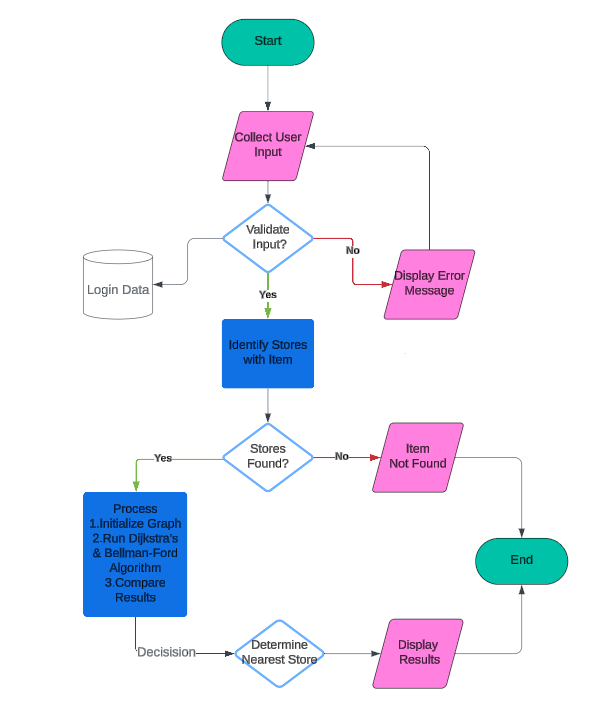 Start
Collect User
Input
Validate
Input?
No
Login Data
Display Error
Message
Yes
Identify Stores
with Item
Stores
Found?
Yes
No
Item
Not Found
Process
1.Initialize Graph
2.Run Dijkstra's
& Bellman-Ford
Algorithm
3.Compare
Results
End
Decisision
Determine
Nearest Store
Display
Results